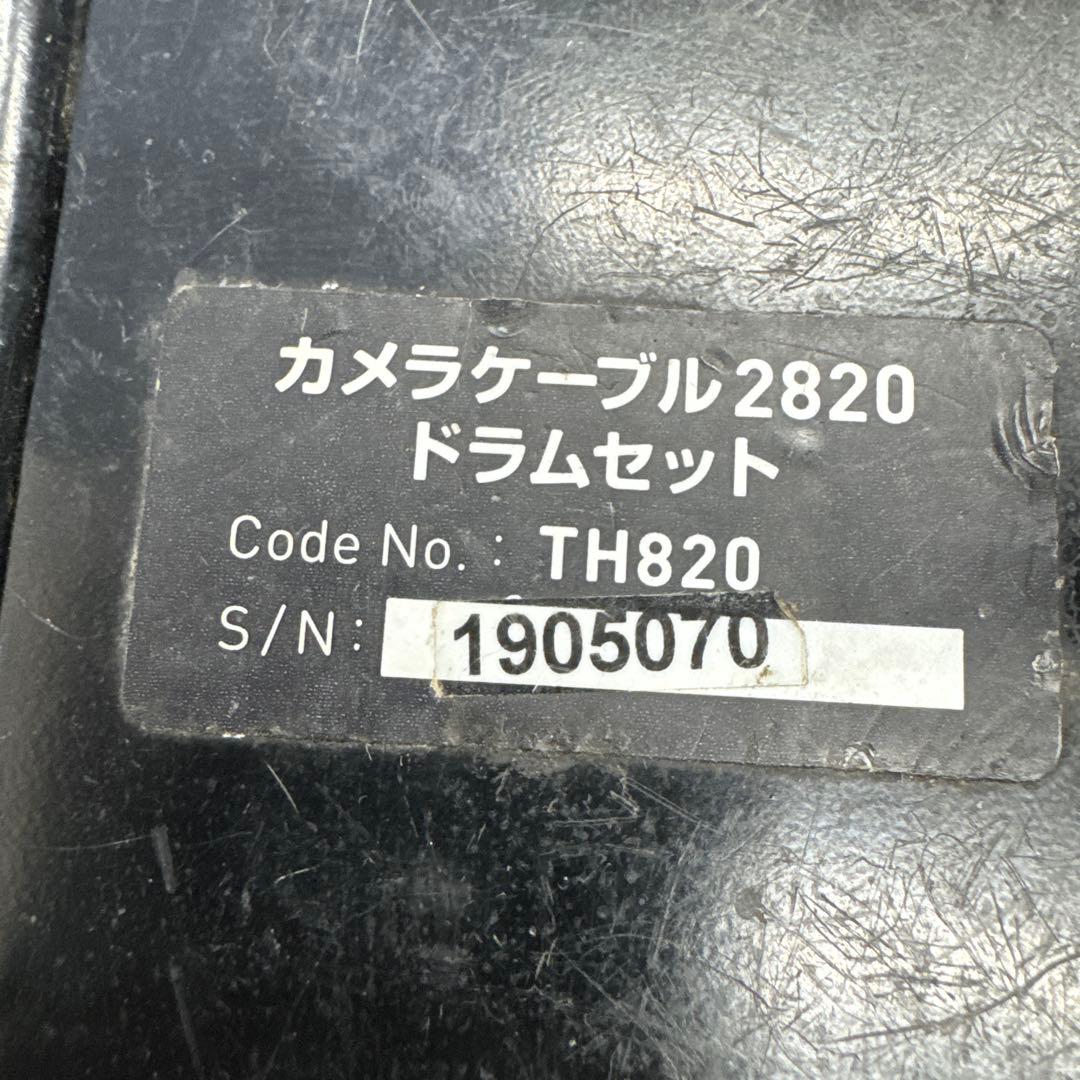 カメラケーブル2820
ドラムセット
Code No. : TH820
S/N: 1905070